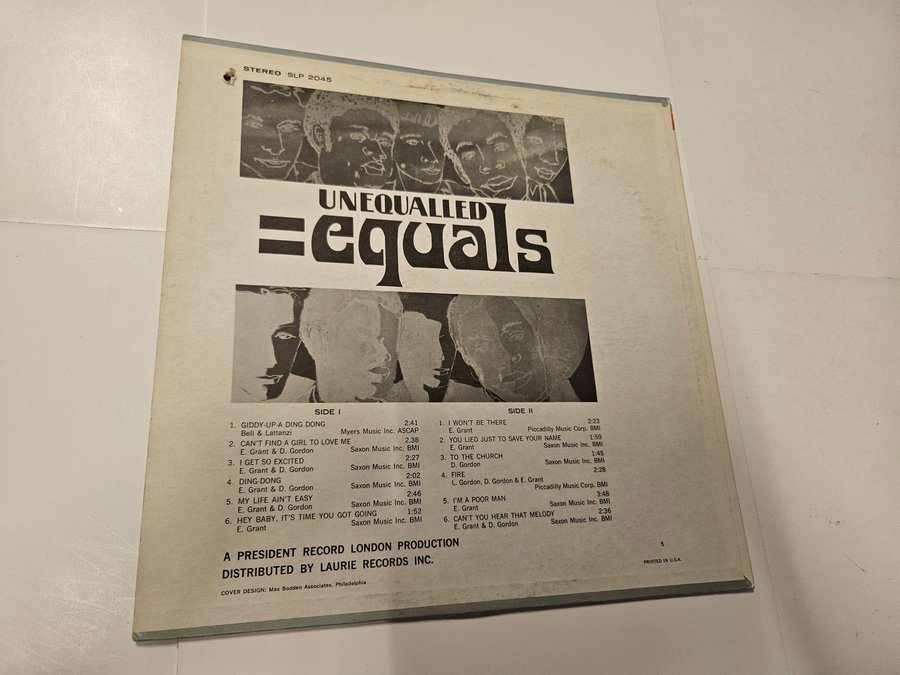 STEREO SLP 2045
UNEQUALLED
=equals
SIDE I
1. GIDDY-UP-A DING DONG 2:41
Bell & Lattanzi Myers Music Inc. ASCAP
2. CAN'T FIND A GIRL TO LOVE ME 2.38
E. Grant & D. Gordon Saxon Music Inc. BMI
3. I GET SO EXCITED 2:27
E. Grant & D. Gordon Saxon Music Inc. BMI
4. DING-DONG 2:02
E. Grant & D. Gordon Saxon Music Inc. BMI
5. MY LIFE AIN'T EASY 2:46
E. Grant & D. Gordon Saxon Music Inc. BMI
6. HEY BABY, IT'S TIME YOU GOT GOING 1:52
E. Grant Saxon Music Inc. BMI
SIDE II
1. I WON'T BE THERE 2:23
E. Grant Piccadilly Music Corp. BMI
2. YOU LIED JUST TO SAVE YOUR NAME 1:59
E. Grant Saxon Music Inc. BMI
3. TO THE CHURCH 1:45
D. Gordon Saxon Music Inc. BMI
4. FIRE 2:28
L. Gordon, D. Gordon & E. Grant
Piccadilly Music Corp. BMI
5. I'M A POOR MAN 3:48
E. Grant Saxon Music Inc. BMI
6. CAN'T YOU HEAR THAT MELODY 2:36
E. Grant & D. Gordon Saxon Music Inc. BMI
A PRESIDENT RECORD LONDON PRODUCTION
DISTRIBUTED BY LAURIE RECORDS INC.
COVER DESIGN: Max Bodden Associates, Philadelphia
5
PRINTED IN U.S.A.